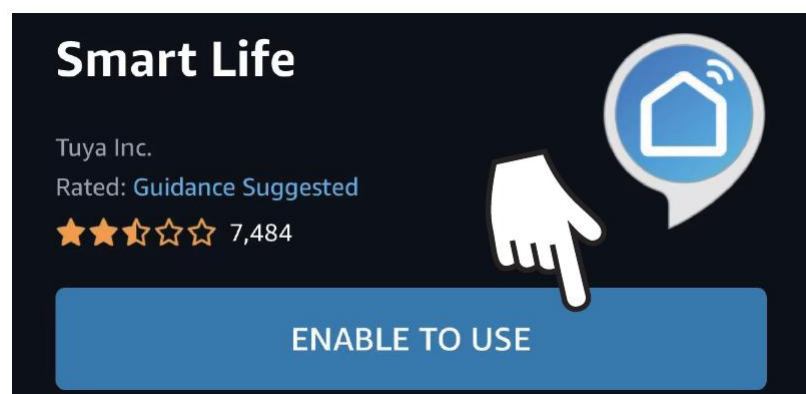 Smart Life
Tuya Inc.
Rated: Guidance Suggested
7,484
ENABLE TO USE